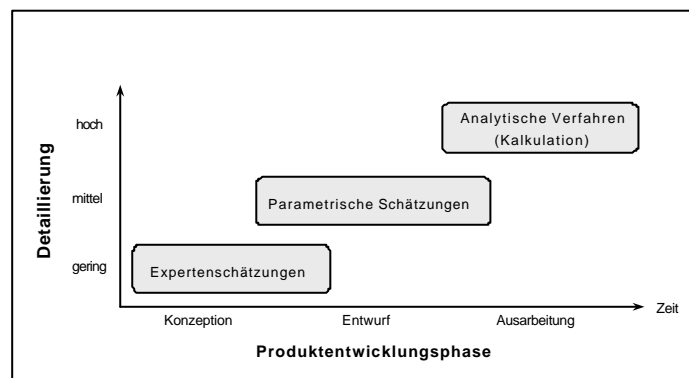 hoch
Analytische Verfahren
(Kalkulation)
Detaillierung
mittel
Parametrische Schätzungen
gering
Expertenschätzungen
Zeit
Konzeption
Entwurf
Ausarbeitung
Produktentwicklungsphase